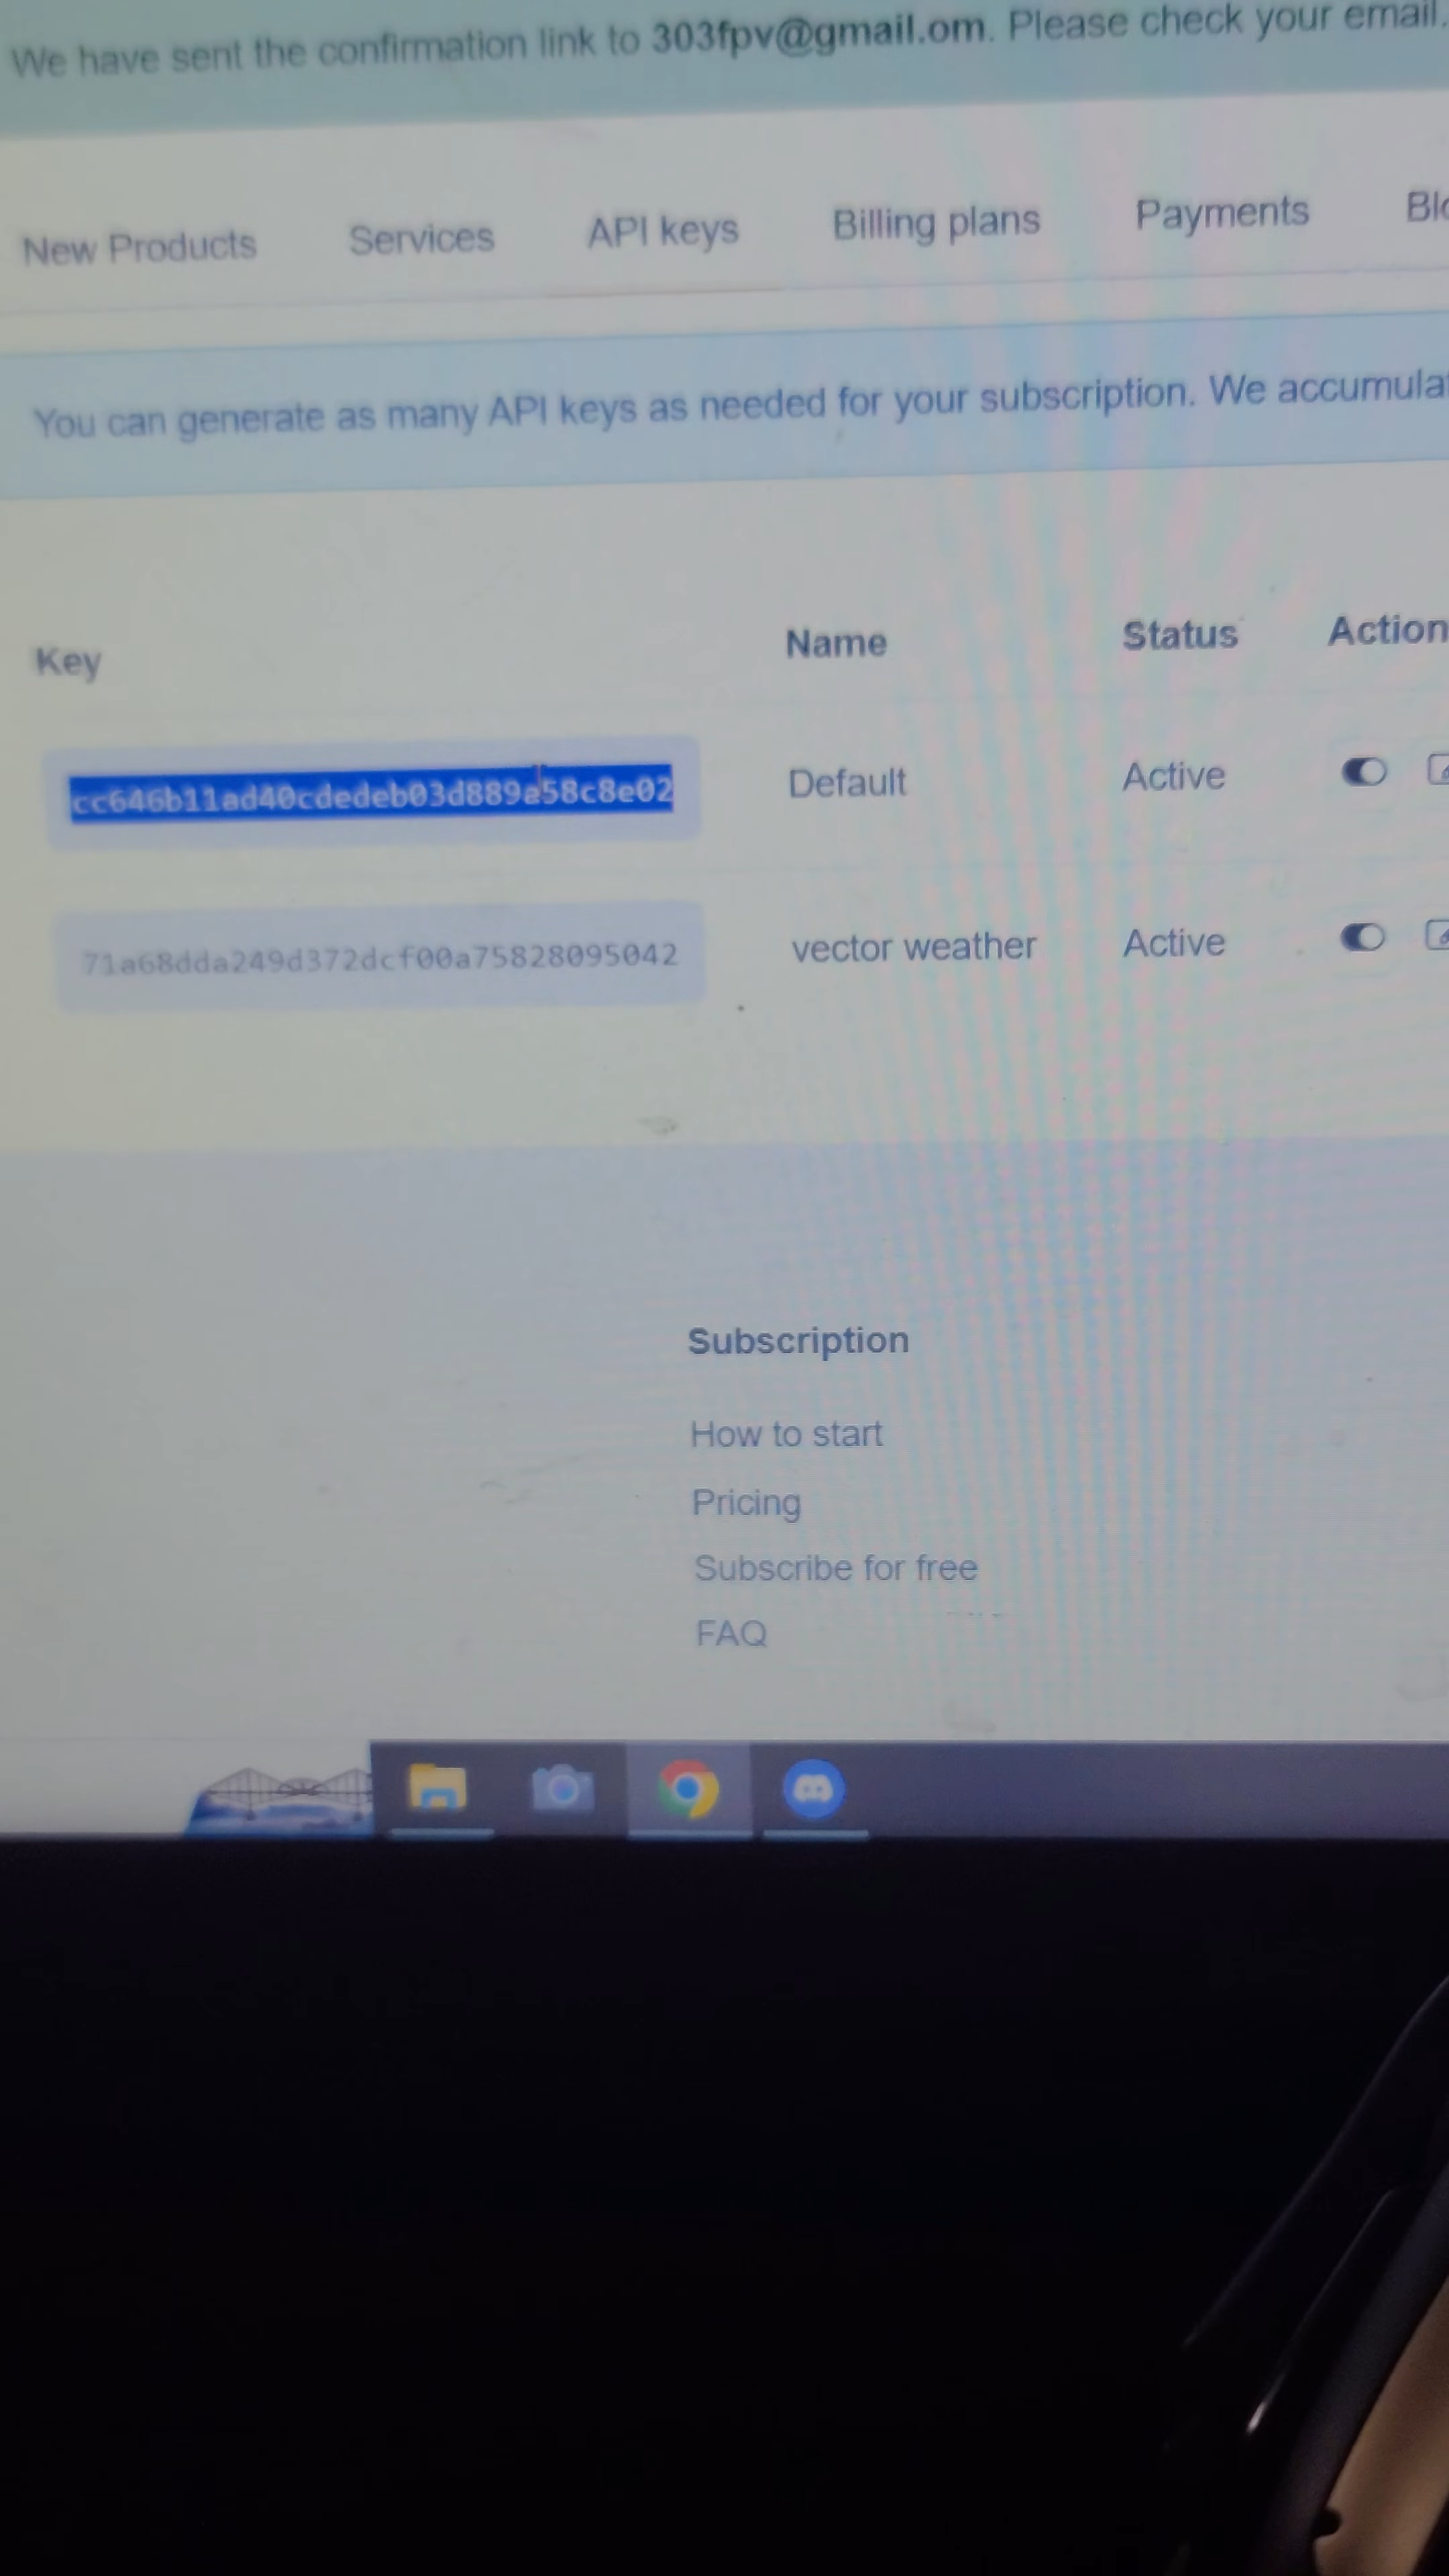 We have sent the confirmation link to 303fpv@gmail.om. Please check your email.
New Products Services API keys Billing plans Payments
You can generate as many API keys as needed for your subscription. We
Key Name Status Action
cc646b11ad40cdedeb03d889a58c8e02 Default Active
71a68dda249d372dcf00a75828095042 vector weather Active
Subscription
How to start
Pricing
Subscribe for free
FAQ